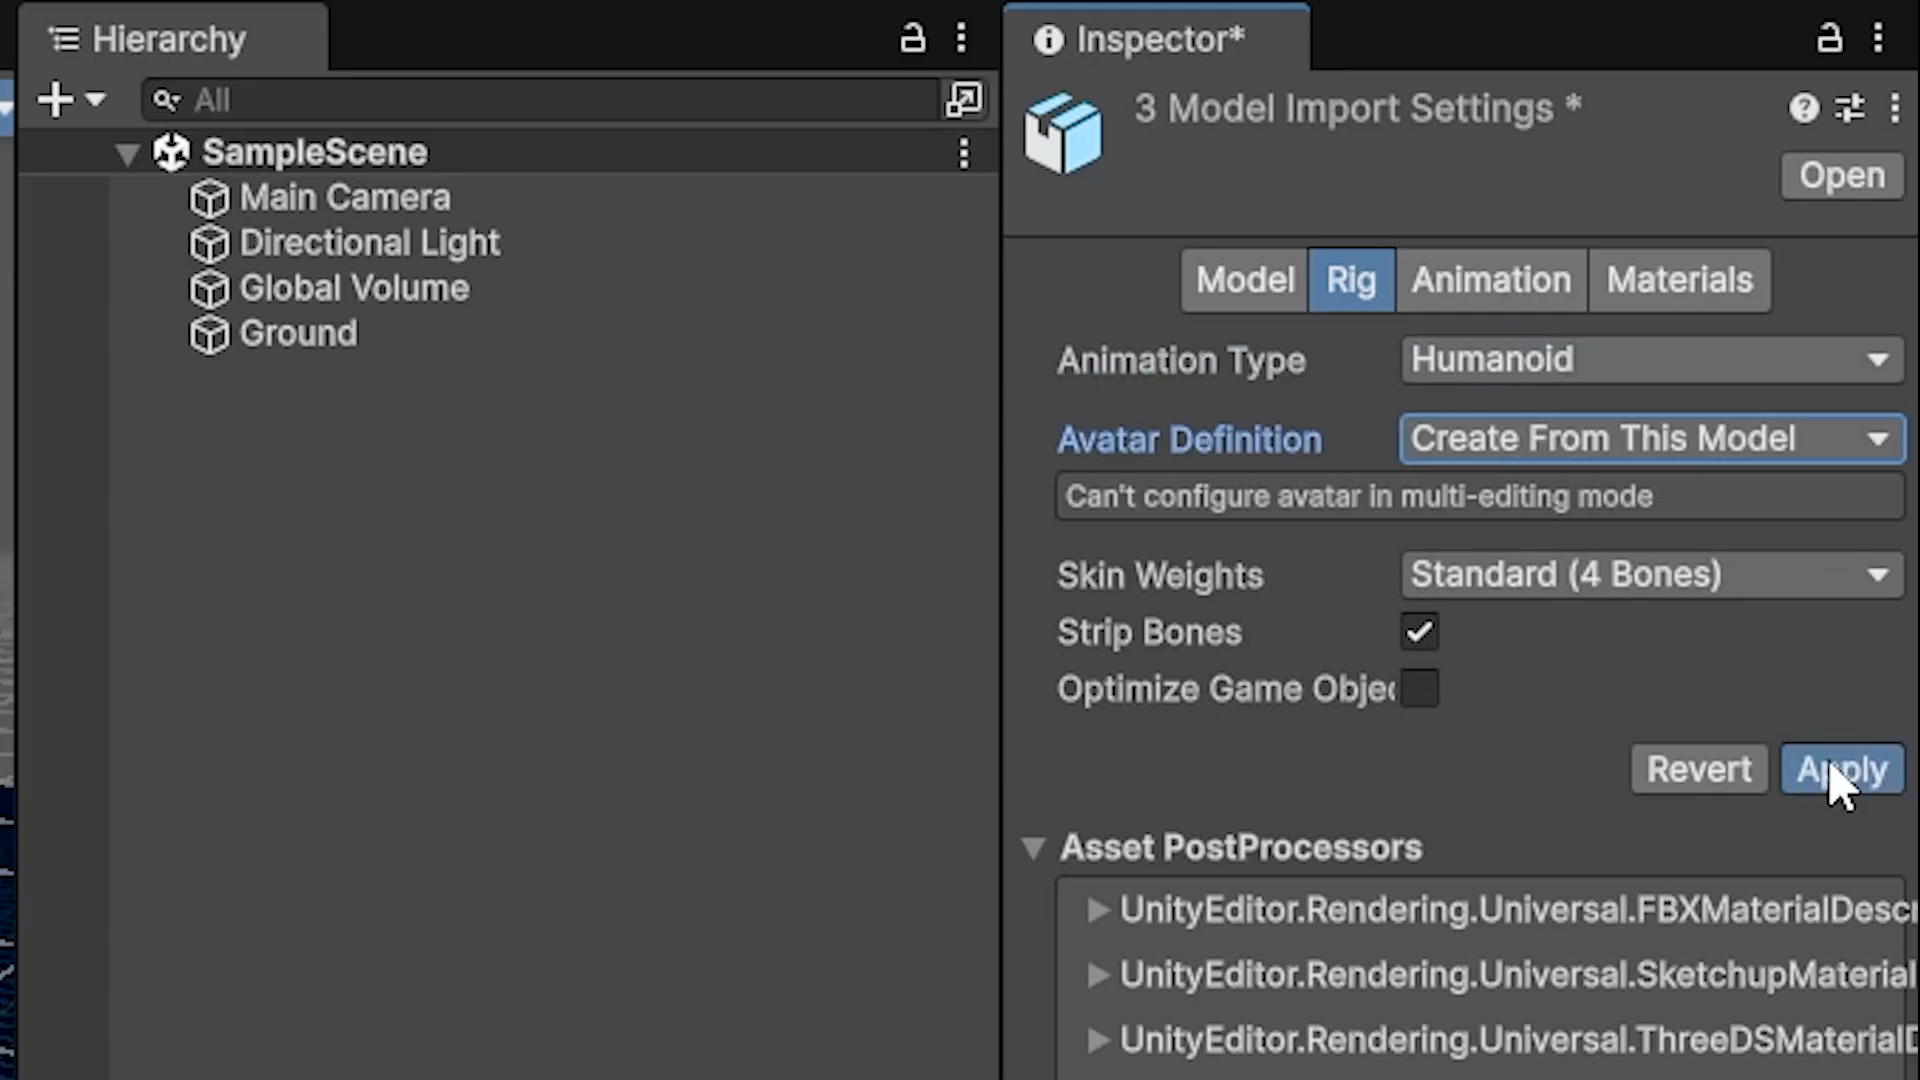 Hierarchy
All
SampleScene
Main Camera
Directional Light
Global Volume
Ground
Inspector*
3 Model Import Settings *
Open
Model
Rig
Animation
Materials
Animation Type
Humanoid
Avatar Definition
Create From This Model
Can't configure avatar in multi-editing mode
Skin Weights
Standard (4 Bones)
Strip Bones
Optimize Game Objec
Revert
Apply
Asset PostProcessors
UnityEditor.Rendering.Universal.FBXMaterialDescr
UnityEditor.Rendering.Universal.SketchupMaterial
UnityEditor.Rendering.Universal.ThreeDSMaterialD